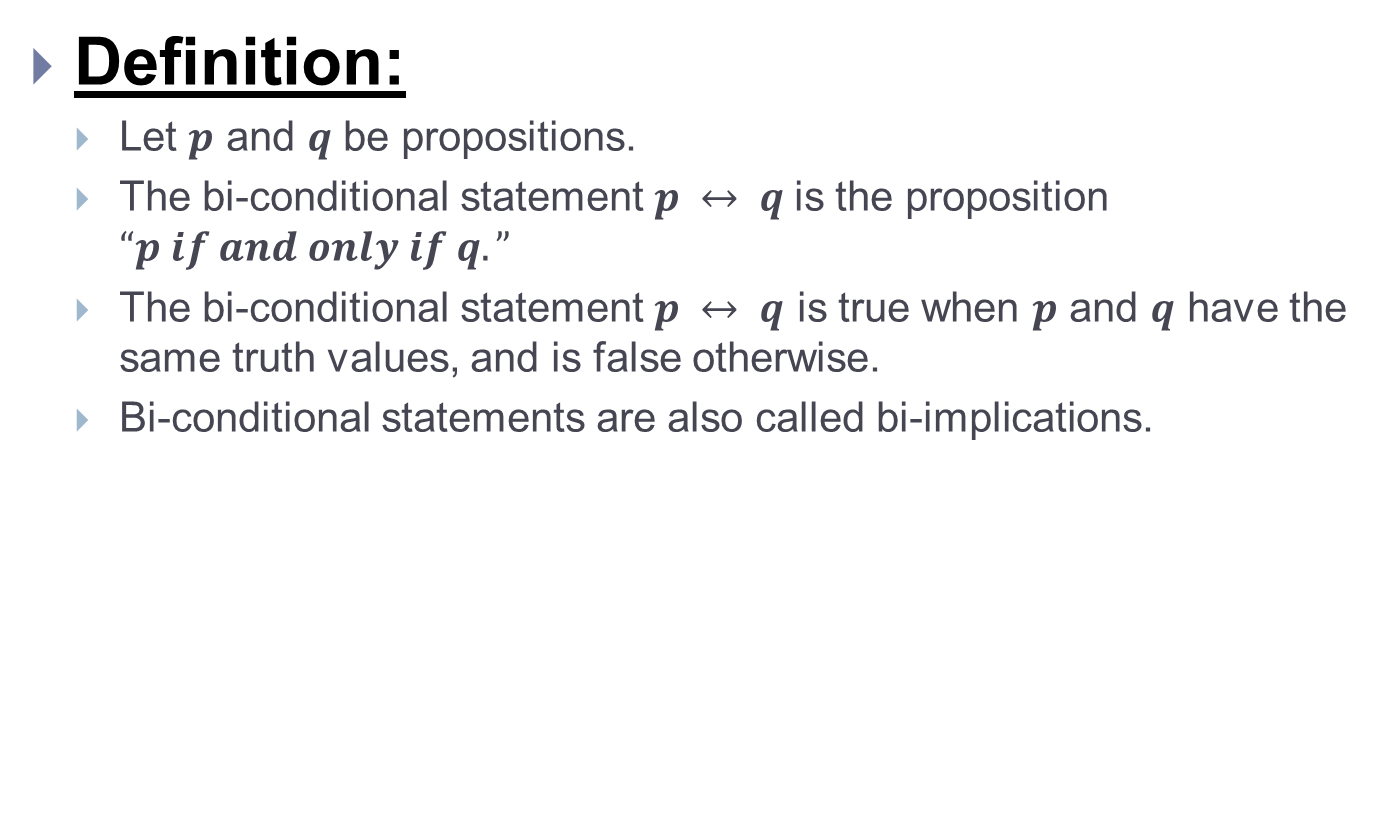 Definition:
Let p and q be propositions.
The bi-conditional statement p ↔ q is the proposition
“p if and only if q.”
The bi-conditional statement p ↔ q is true when p and q have the
same truth values, and is false otherwise.
Bi-conditional statements are also called bi-implications.